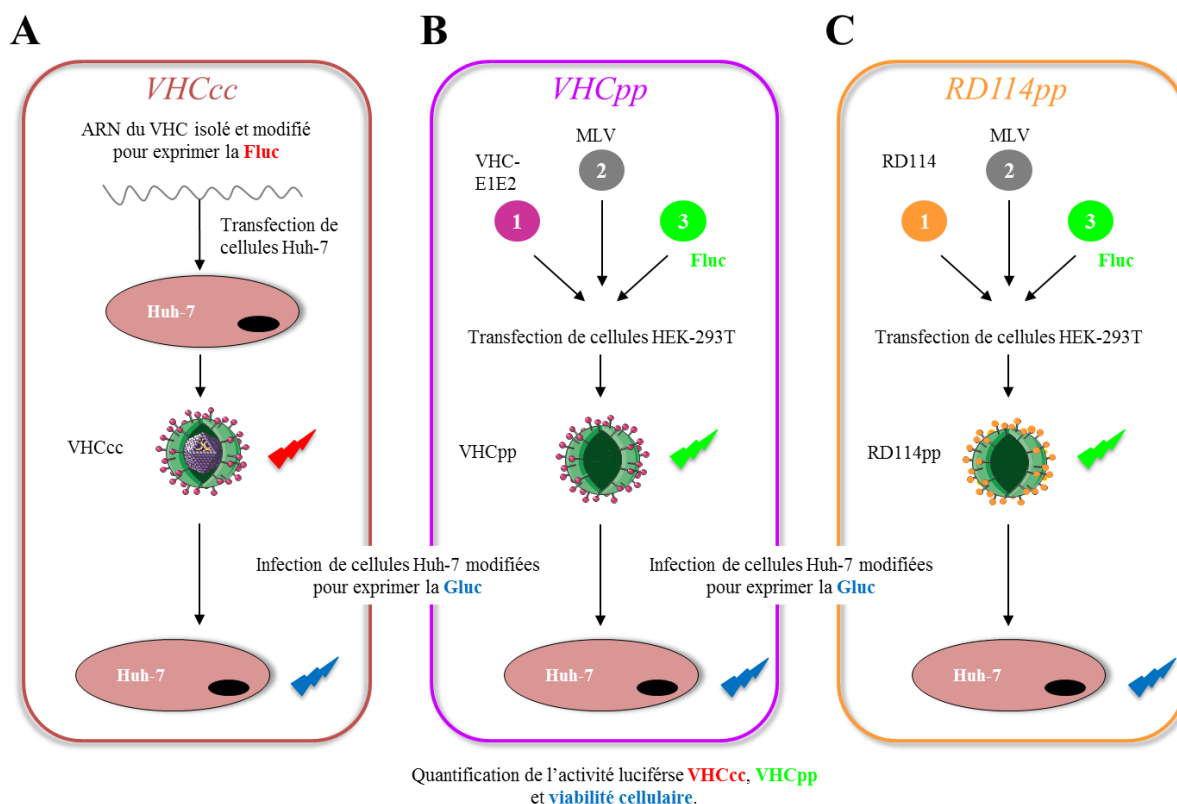 A
VHCcc
ARN du VHC isolé et modifié
pour exprimer la Fluc
Transfection de
cellules Huh-7
Huh-7
VHCcc
Huh-7
B
VHCpp
MLV
VHC-
E1E2
2
1
3
Fluc
Transfection de cellules HEK-293T
VHCpp
Infection de cellules Huh-7 modifiées
pour exprimer la Gluc
Huh-7
C
RD114pp
MLV
RD114
2
1
3
Fluc
Transfection de cellules HEK-293T
RD114pp
Infection de cellules Huh-7 modifiées
pour exprimer la Gluc
Huh-7
Quantification de l'activité luciférse VHCcc, VHCpp
et viabilité cellulaire.